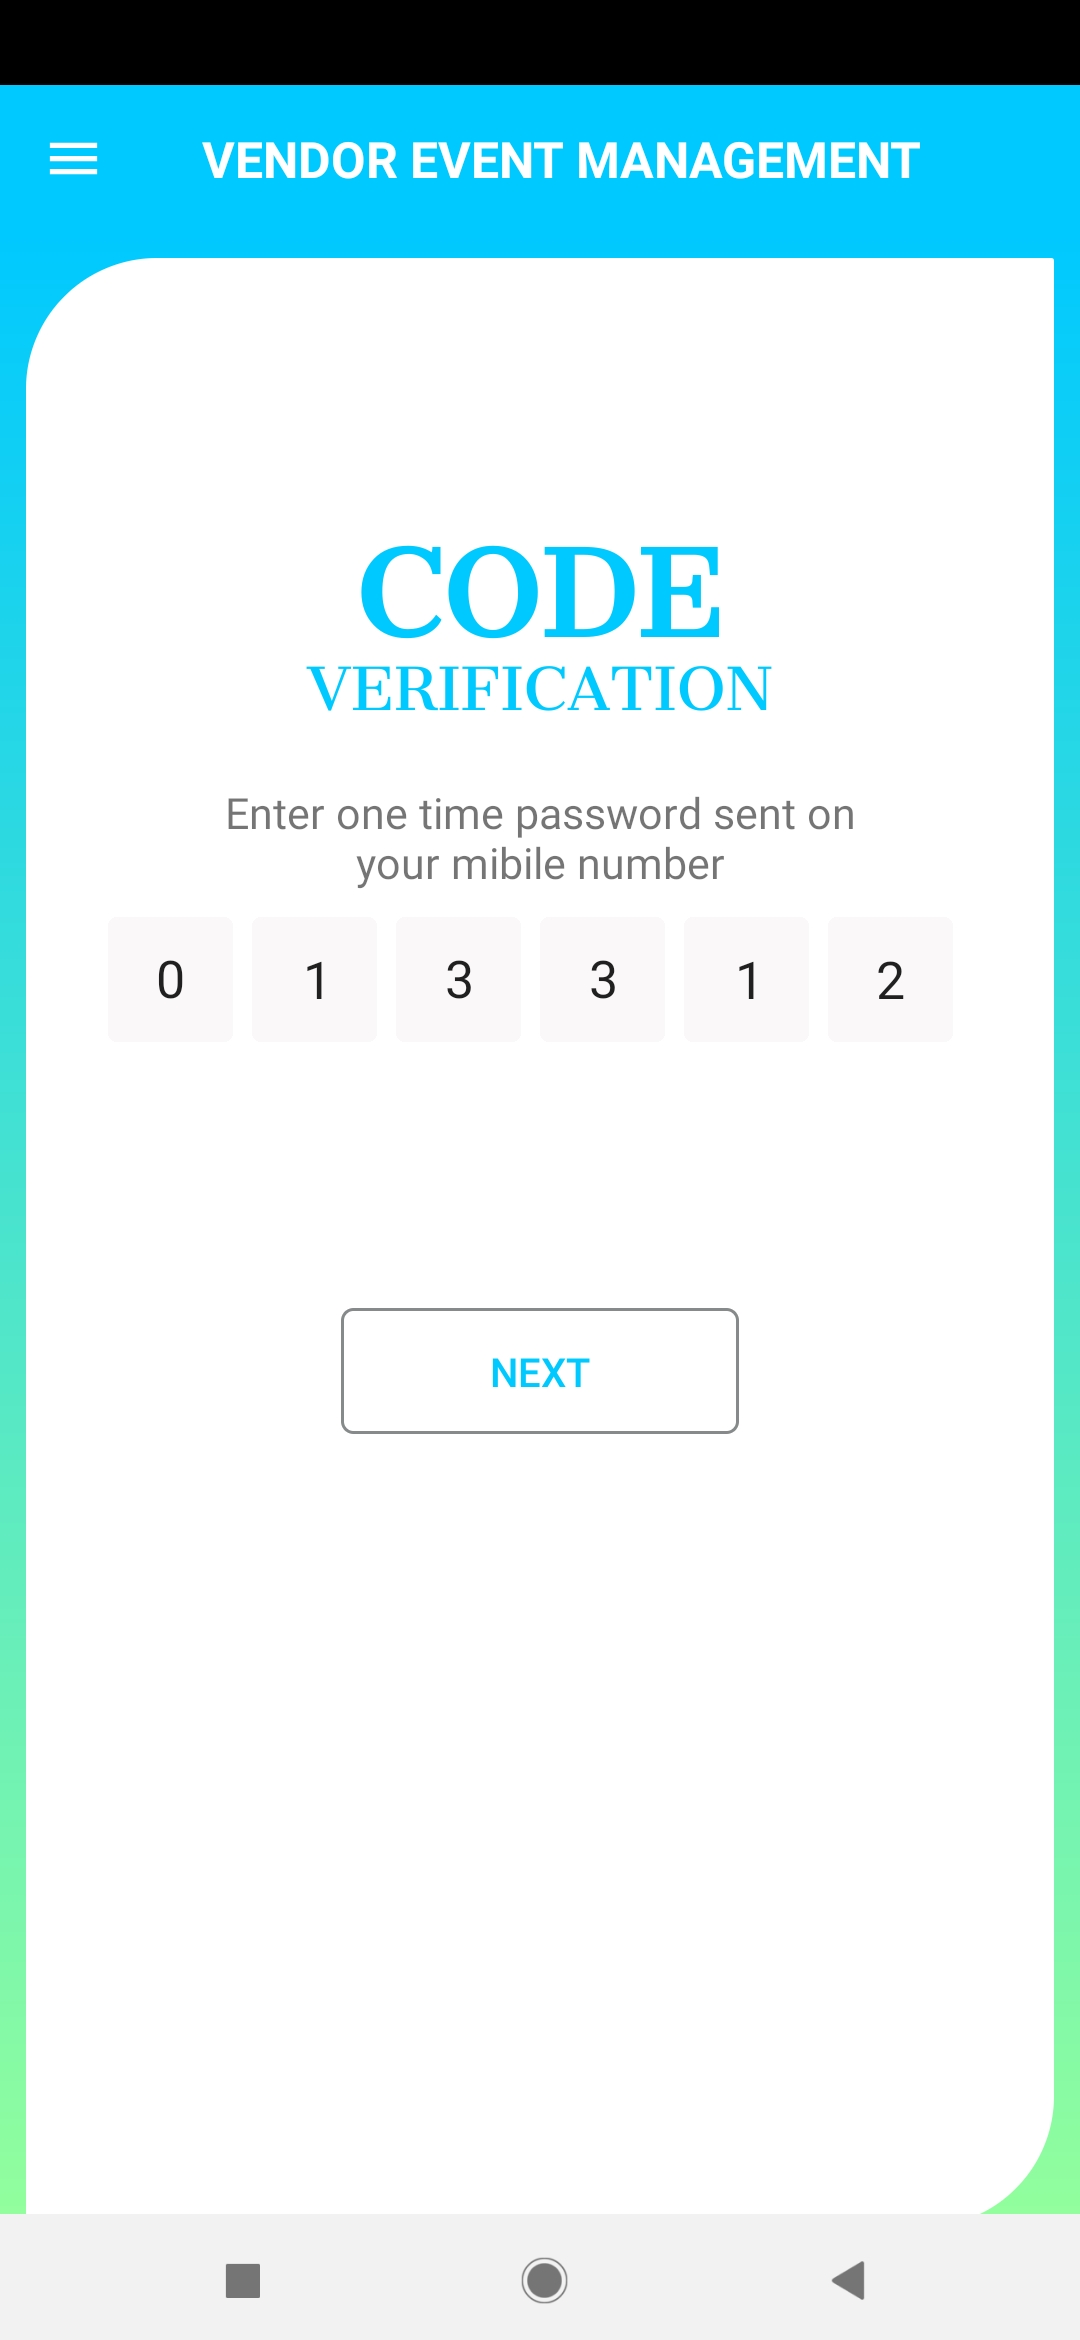 VENDOR EVENT MANAGEMENT
CODE
VERIFICATION
Enter one time password sent on
your mibile number
0 1 3 3 1 2
NEXT